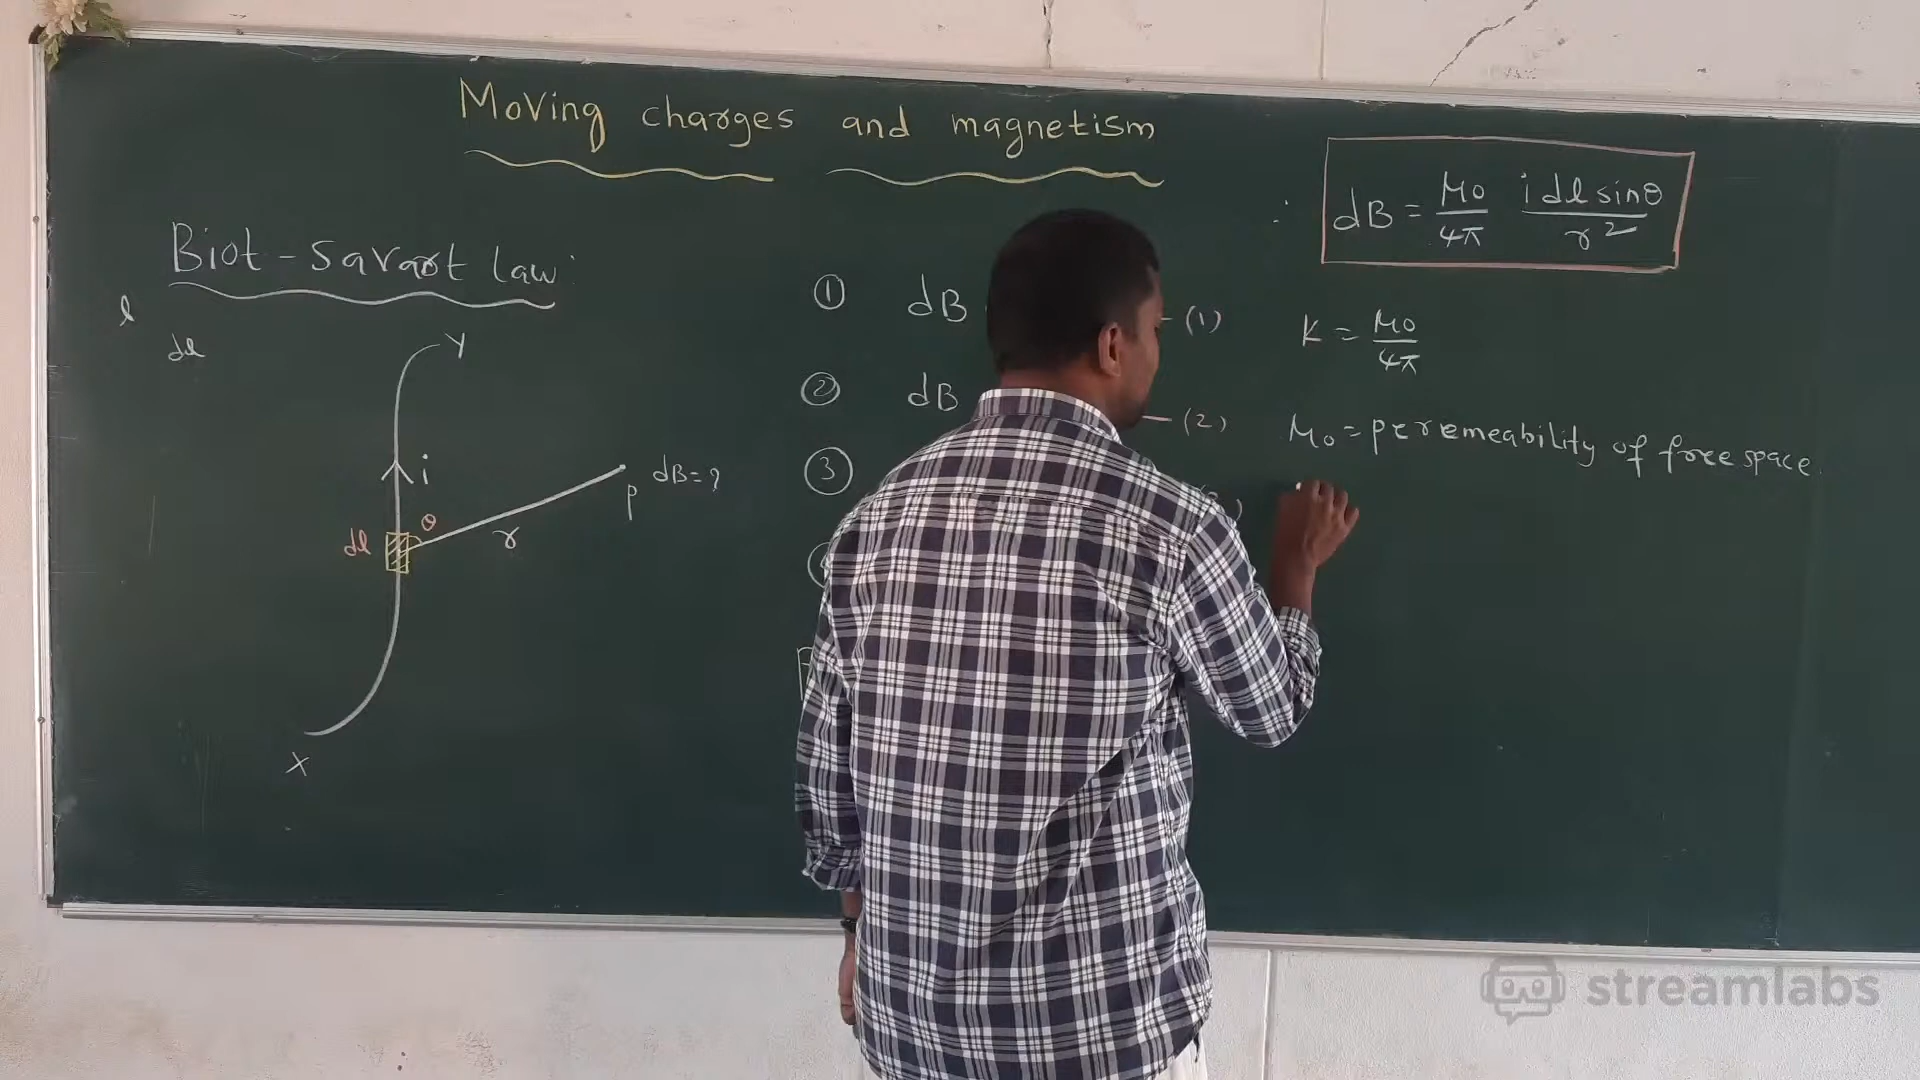 Moving charges and magnetism
Biot - Savart law:
l
dl
Y
i
θ
dl
r
P
dB = ?
X
① dB — (1)
② dB — (2)
③
∴ dB = μ₀/4π i dl sinθ/r²
K = μ₀/4π
μ₀ = peremeability of free space.
streamlabs